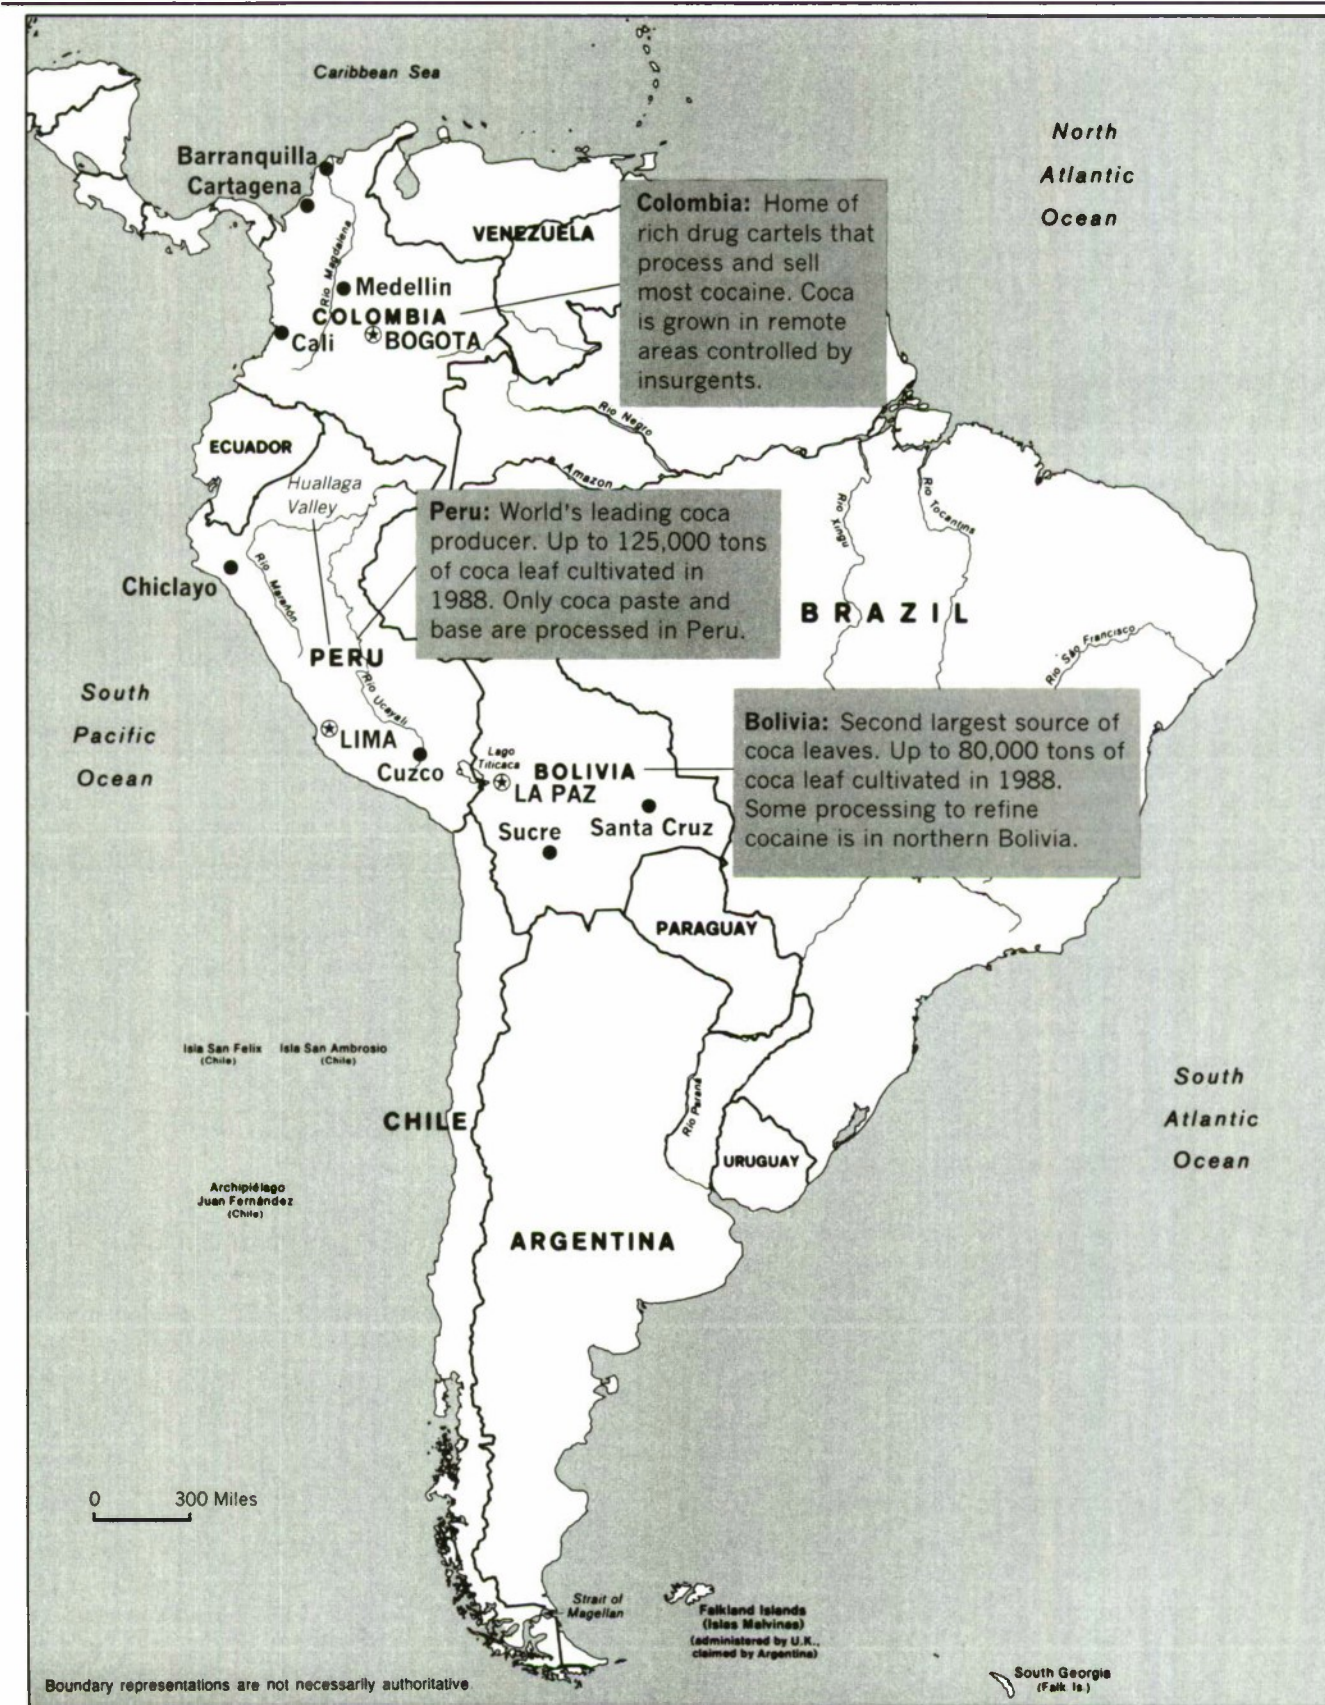 Caribbean Sea
North
Atlantic
Ocean
Barranquilla
Cartagena
Rio Magdalena
VENEZUELA
Colombia: Home of
rich drug cartels that
process and sell
most cocaine. Coca
is grown in remote
areas controlled by
insurgents.
Medellin
COLOMBIA
Cali
BOGOTA
Rio Negro
ECUADOR
Amazon
Huallaga
Valley
Rio Xingu
Rio Tocantins
Peru: World's leading coca
producer. Up to 125,000 tons
of coca leaf cultivated in
1988. Only coca paste and
base are processed in Peru.
Chiclayo
Rio Marañón
BRAZIL
Rio São Francisco
PERU
Rio Ucayali
South
Pacific
Ocean
LIMA
Cuzco
Lago
Titicaca
BOLIVIA
LA PAZ
Sucre
Santa Cruz
Bolivia: Second largest source of
coca leaves. Up to 80,000 tons of
coca leaf cultivated in 1988.
Some processing to refine
cocaine is in northern Bolivia.
PARAGUAY
Isla San Felix
(Chile)
Isla San Ambrosio
(Chile)
Rio Paraná
CHILE
South
Atlantic
Ocean
URUGUAY
Archipiélago
Juan Fernández
(Chile)
ARGENTINA
0 300 Miles
Strait of
Magellan
Falkland Islands
(Islas Malvinas)
(administered by U.K.,
claimed by Argentina)
South Georgia
(Falk. Is.)
Boundary representations are not necessarily authoritative.